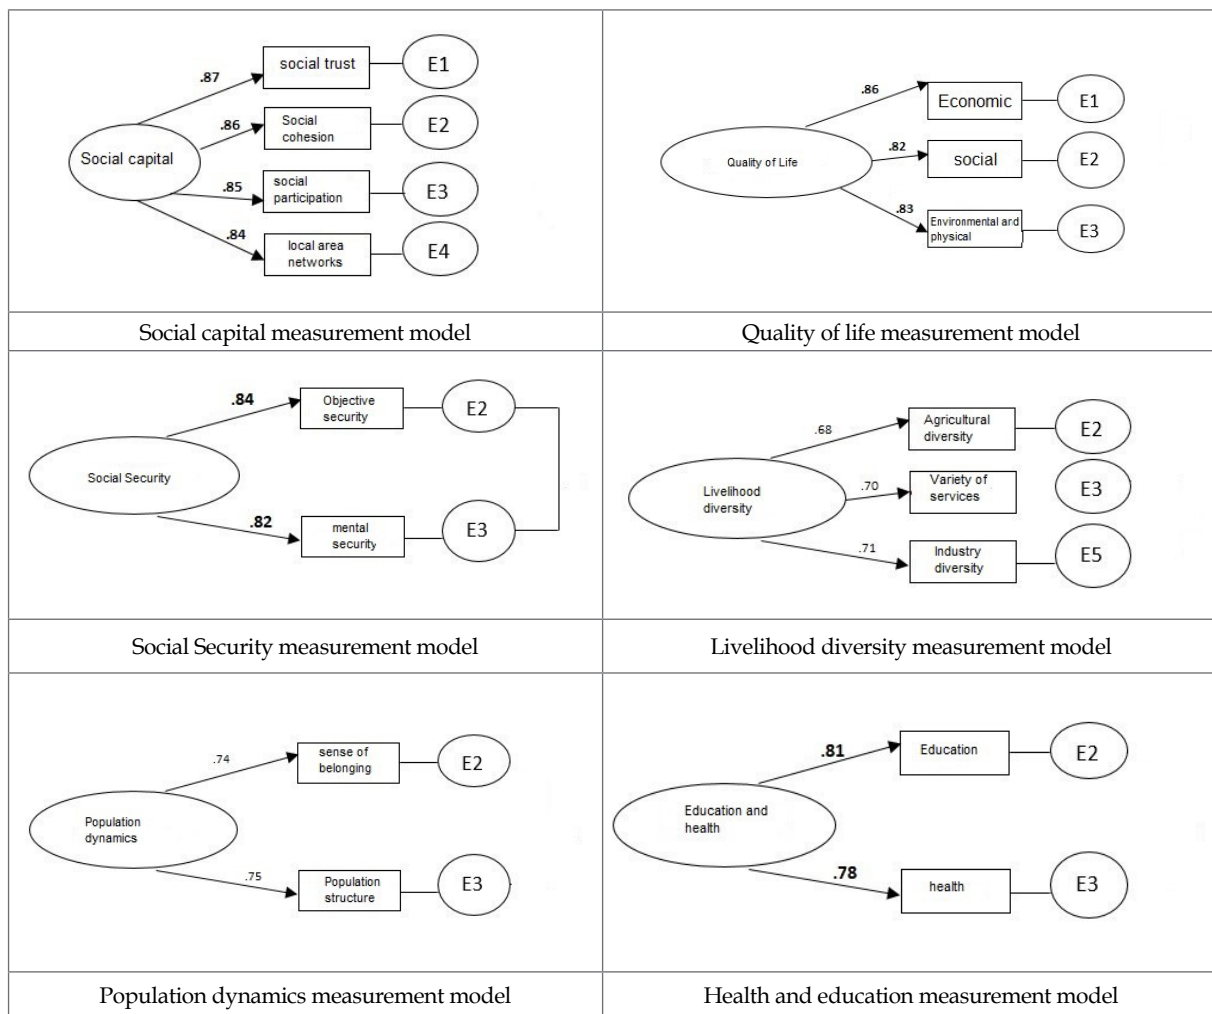 .87
social trust
E1
.86
Social
cohesion
E2
Social capital
.85
social
participation
E3
.84
local area
networks
E4
Social capital measurement model
.86
Economic
E1
Quality of Life
.82
social
E2
.83
Environmental and
physical
E3
Quality of life measurement model
.84
Objective
security
E2
Social Security
.82
mental
security
E3
Social Security measurement model
.68
Agricultural
diversity
E2
Livelihood
diversity
.70
Variety of
services
E3
.71
Industry
diversity
E5
Livelihood diversity measurement model
.74
sense of
belonging
E2
Population
dynamics
.75
Population
structure
E3
Population dynamics measurement model
.81
Education
E2
Education and
health
.78
health
E3
Health and education measurement model